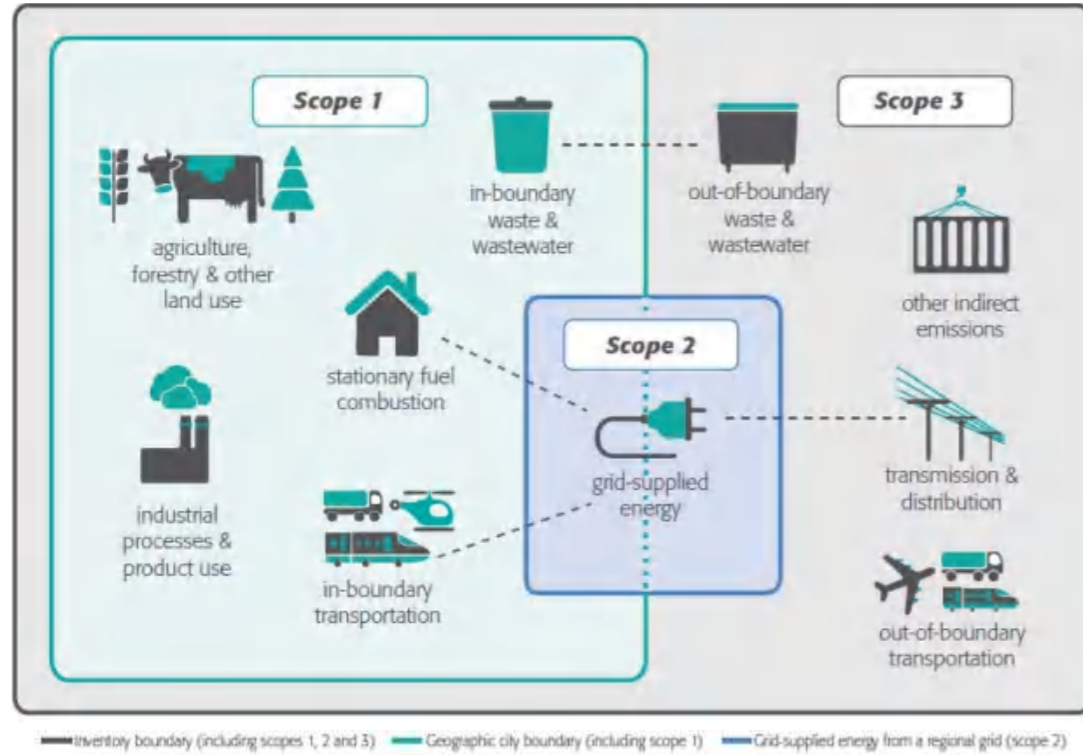 Scope 1
Scope 3
in-boundary
waste &
wastewater
out-of-boundary
waste &
wastewater
agriculture,
forestry & other
land use
other indirect
emissions
Scope 2
stationary fuel
combustion
grid-supplied
energy
transmission &
distribution
industrial
processes &
product use
in-boundary
transportation
out-of-boundary
transportation
Inventory boundary (including scopes 1, 2 and 3) Geographic city boundary (including scope 1) Grid-supplied energy from a regional grid (scope 2)